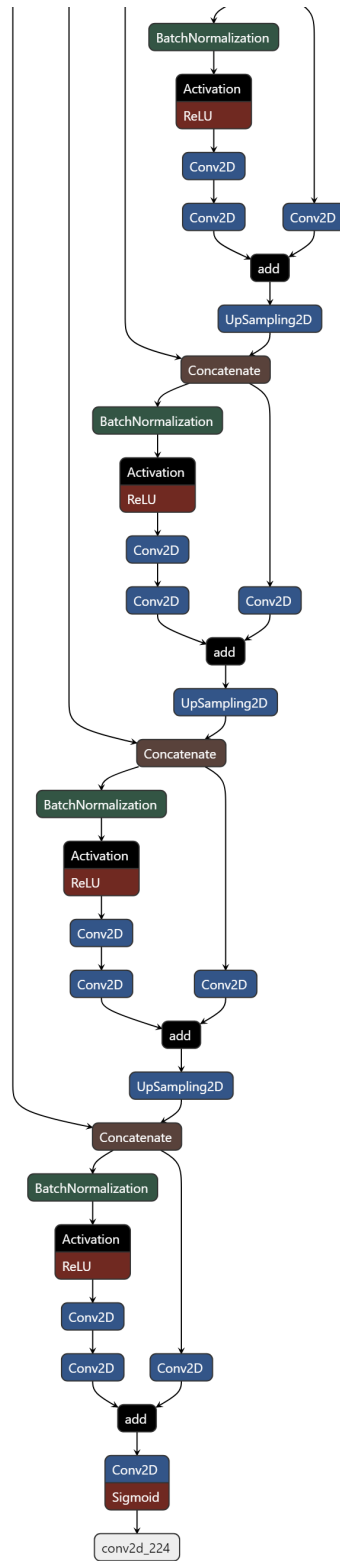 BatchNormalization
Activation
ReLU
Conv2D
Conv2D Conv2D
add
UpSampling2D
Concatenate
BatchNormalization
Activation
ReLU
Conv2D
Conv2D Conv2D
add
UpSampling2D
Concatenate
BatchNormalization
Activation
ReLU
Conv2D
Conv2D Conv2D
add
UpSampling2D
Concatenate
BatchNormalization
Activation
ReLU
Conv2D
Conv2D Conv2D
add
Conv2D
Sigmoid
conv2d_224